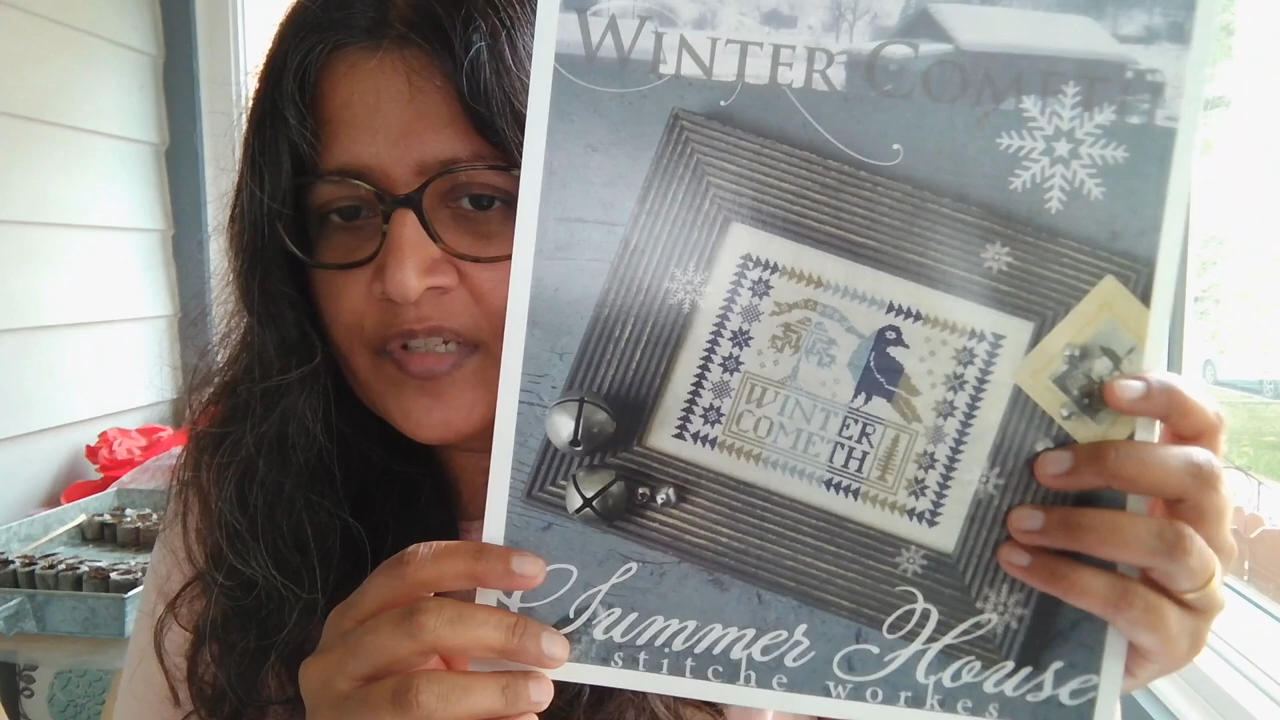 WINTER COMETH
WINTER
COMETH
Summer House
stitche workes